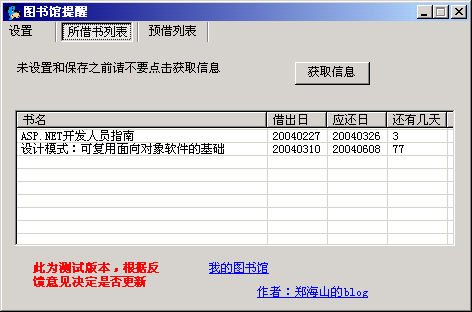 图书馆提醒
设置 所借书列表 预借列表
未设置和保存之前请不要点击获取信息 获取信息
书名 借出日 应还日 还有几天
ASP.NET开发人员指南 20040227 20040326 3
设计模式：可复用面向对象软件的基础 20040310 20040608 77
此为测试版本，根据反
馈意见决定是否更新
我的图书馆
作者：郑海山的blog